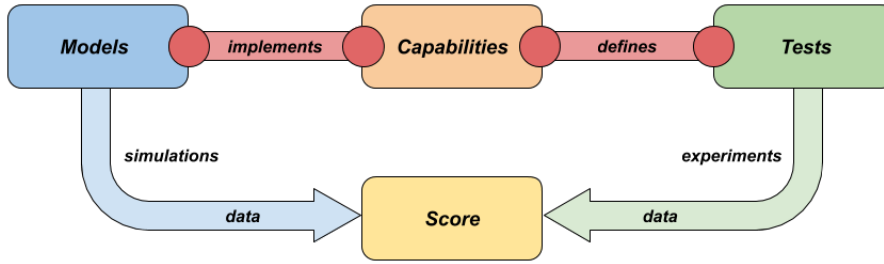 Models
implements
Capabilities
defines
Tests
simulations
experiments
data
Score
data